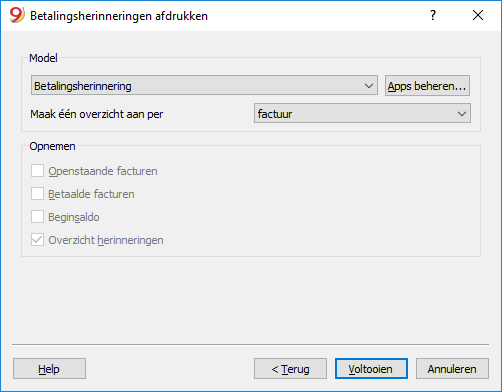 9 Betalingsherinneringen afdrukken ?
Model
Betalingsherinnering Apps beheren...
Maak één overzicht aan per factuur
Opnemen
Openstaande facturen
Betaalde facturen
Beginsaldo
Overzicht herinneringen
Help < Terug Voltooien Annuleren